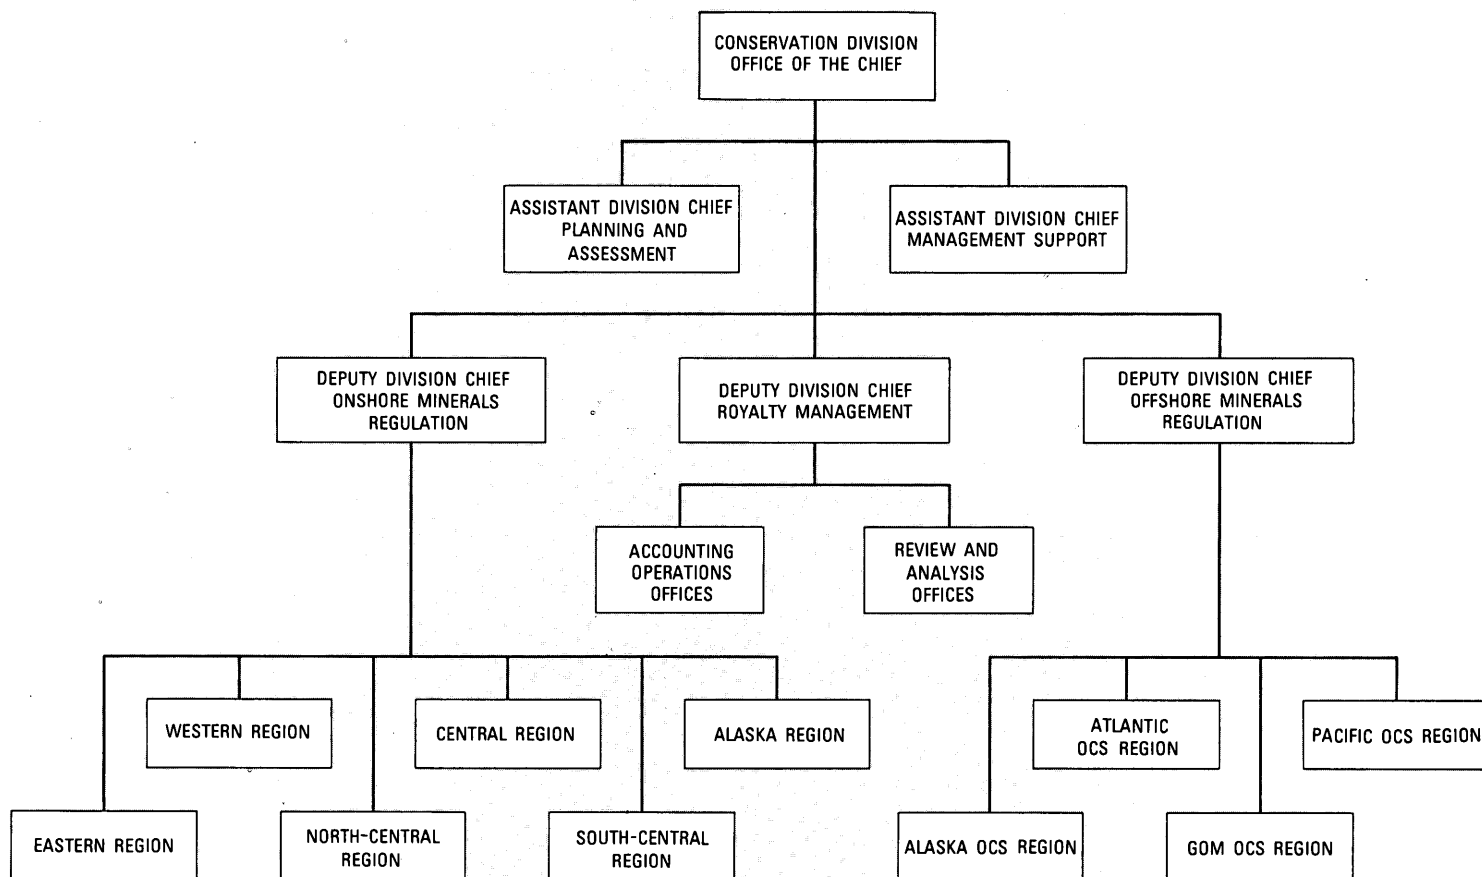 CONSERVATION DIVISION
OFFICE OF THE CHIEF
ASSISTANT DIVISION CHIEF
PLANNING AND
ASSESSMENT
ASSISTANT DIVISION CHIEF
MANAGEMENT SUPPORT
DEPUTY DIVISION CHIEF
ONSHORE MINERALS
REGULATION
DEPUTY DIVISION CHIEF
ROYALTY MANAGEMENT
DEPUTY DIVISION CHIEF
OFFSHORE MINERALS
REGULATION
ACCOUNTING
OPERATIONS
OFFICES
REVIEW AND
ANALYSIS
OFFICES
WESTERN REGION
CENTRAL REGION
ALASKA REGION
ATLANTIC
OCS REGION
PACIFIC OCS REGION
EASTERN REGION
NORTH-CENTRAL
REGION
SOUTH-CENTRAL
REGION
ALASKA OCS REGION
GOM OCS REGION